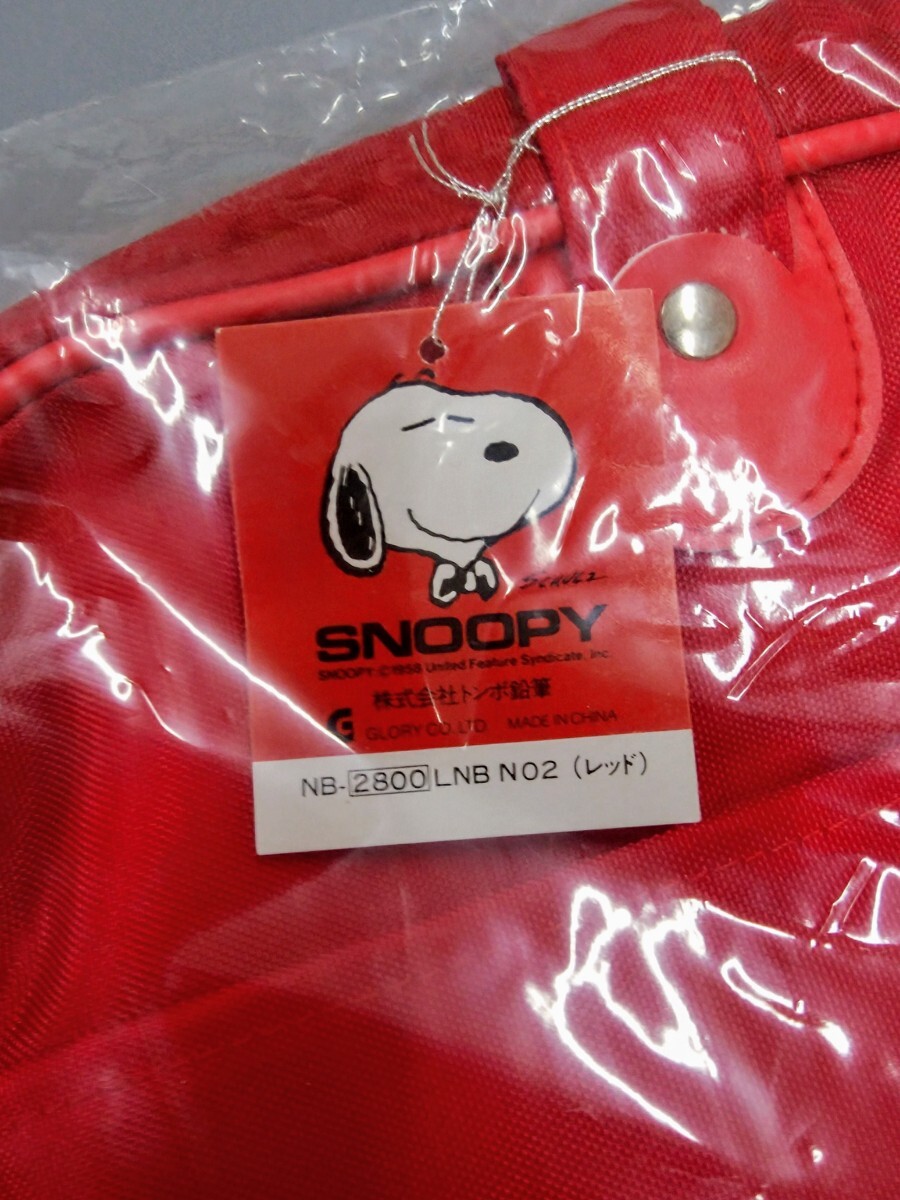 SCHULZ
SNOOPY
SNOOPY: ©1958 United Feature Syndicate, Inc.
株式会社トンボ鉛筆
G GLORY CO., LTD MADE IN CHINA
NB-2800 LNB N02 (レッド)